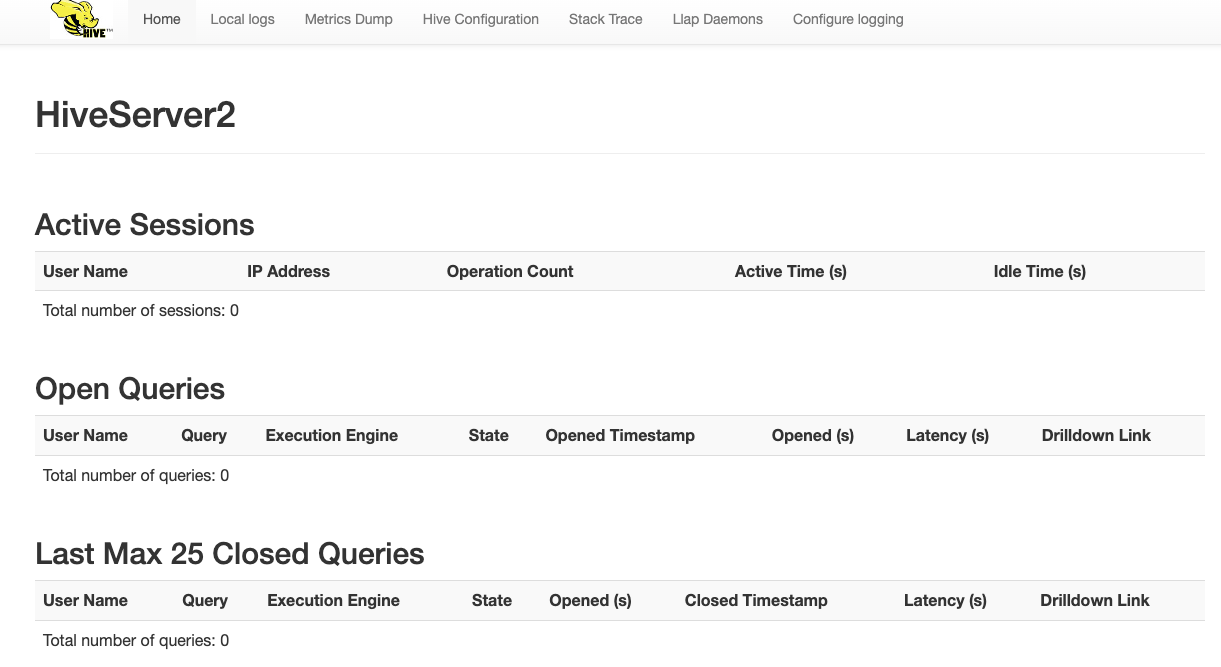 HIVE™ Home Local logs Metrics Dump Hive Configuration Stack Trace Llap Daemons Configure logging
HiveServer2
Active Sessions
User Name IP Address Operation Count Active Time (s) Idle Time (s)
Total number of sessions: 0
Open Queries
User Name Query Execution Engine State Opened Timestamp Opened (s) Latency (s) Drilldown Link
Total number of queries: 0
Last Max 25 Closed Queries
User Name Query Execution Engine State Opened (s) Closed Timestamp Latency (s) Drilldown Link
Total number of queries: 0